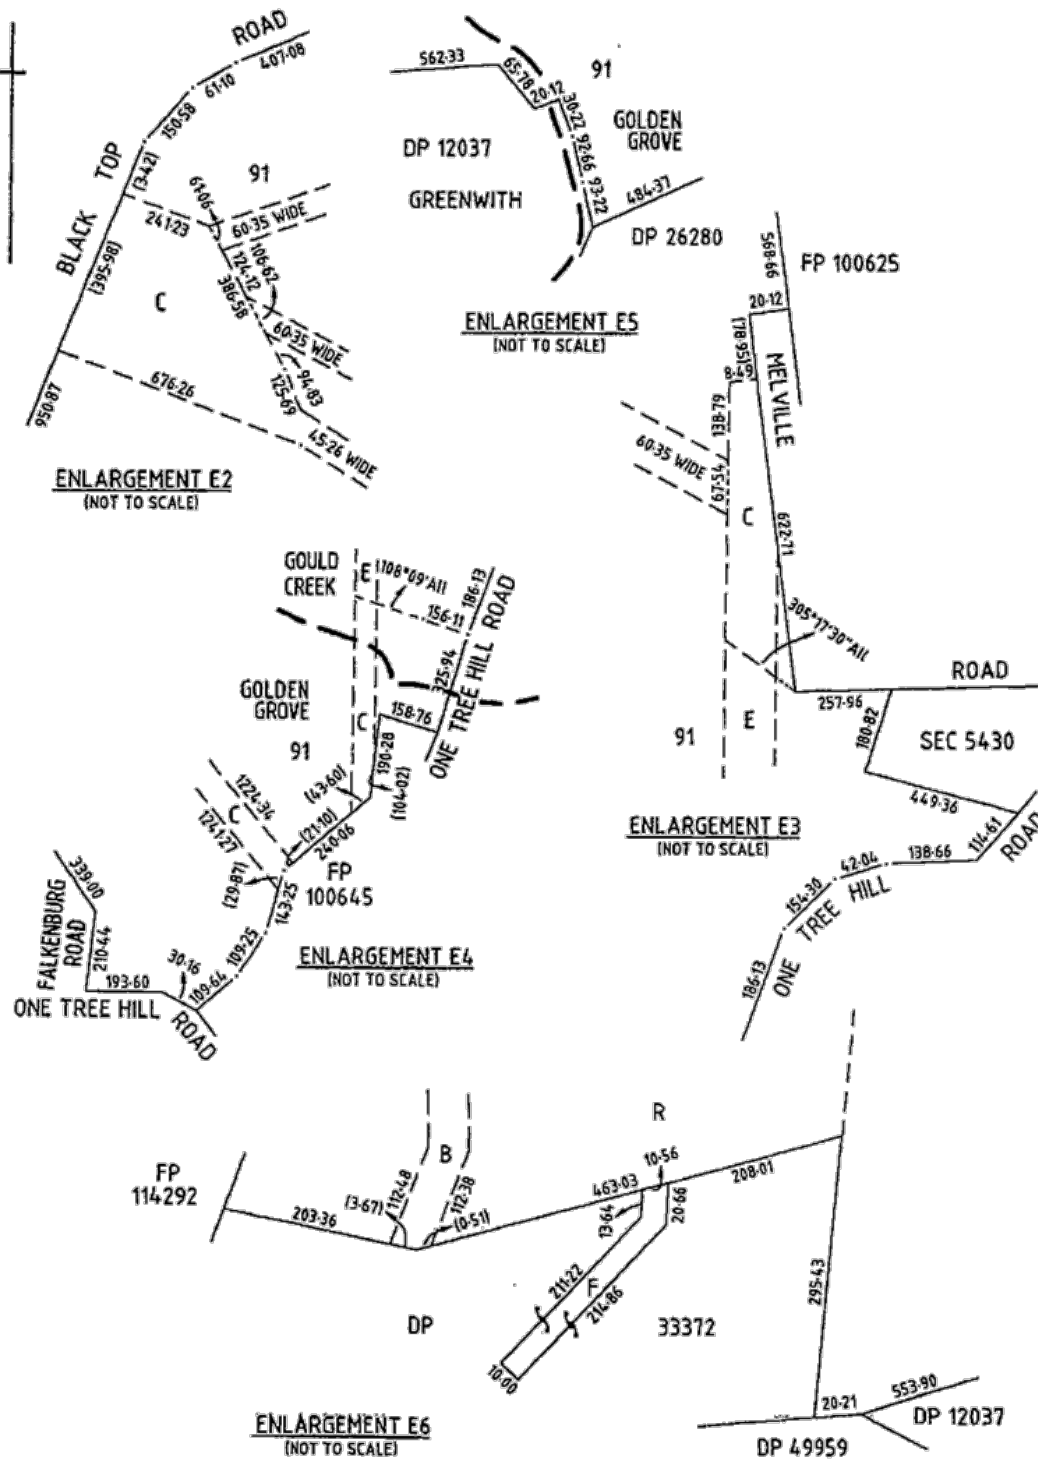 BLACK TOP ROAD
407·08
61·10
150·58
(3·42)
91
61·06
241·23
60·35 WIDE
106·62
124·12
386·58
(395·98)
C
60·35 WIDE
94·83
125·69
676·26
45·26 WIDE
950·87
ENLARGEMENT E2
(NOT TO SCALE)
562·33
65·78
20·12
91
30·22
92·66
93·22
GOLDEN
GROVE
DP 12037
GREENWITH
484·37
DP 26280
ENLARGEMENT E5
(NOT TO SCALE)
568·66
FP 100625
20·12
(78·95)
8·49
MELVILLE
138·79
60·35 WIDE
67·54
C
622·71
305°17'30"All
ROAD
257·96
E
91
180·82
SEC 5430
449·36
114·61
ROAD
138·66
42·04
154·30
TREE HILL
ONE
186·13
ENLARGEMENT E3
(NOT TO SCALE)
GOULD
CREEK
E
108°09'All
156·11
186·13
325·94
ONE TREE HILL ROAD
GOLDEN
GROVE
158·76
C
91
190·28
(104·02)
(43·60)
1224·34
C
1241·27
(21·10)
240·06
FP
100645
(29·87)
143·25
109·25
109·64
339·00
FALKENBURG
ROAD
210·44
193·60
30·16
ONE TREE HILL ROAD
ENLARGEMENT E4
(NOT TO SCALE)
R
B
FP
114292
203·36
(3·67)
112·48
112·38
(0·51)
463·03
10·56
208·01
13·64
20·66
211·22
F
214·86
10·00
DP
33372
295·43
20·21
553·90
DP 12037
DP 49959
ENLARGEMENT E6
(NOT TO SCALE)